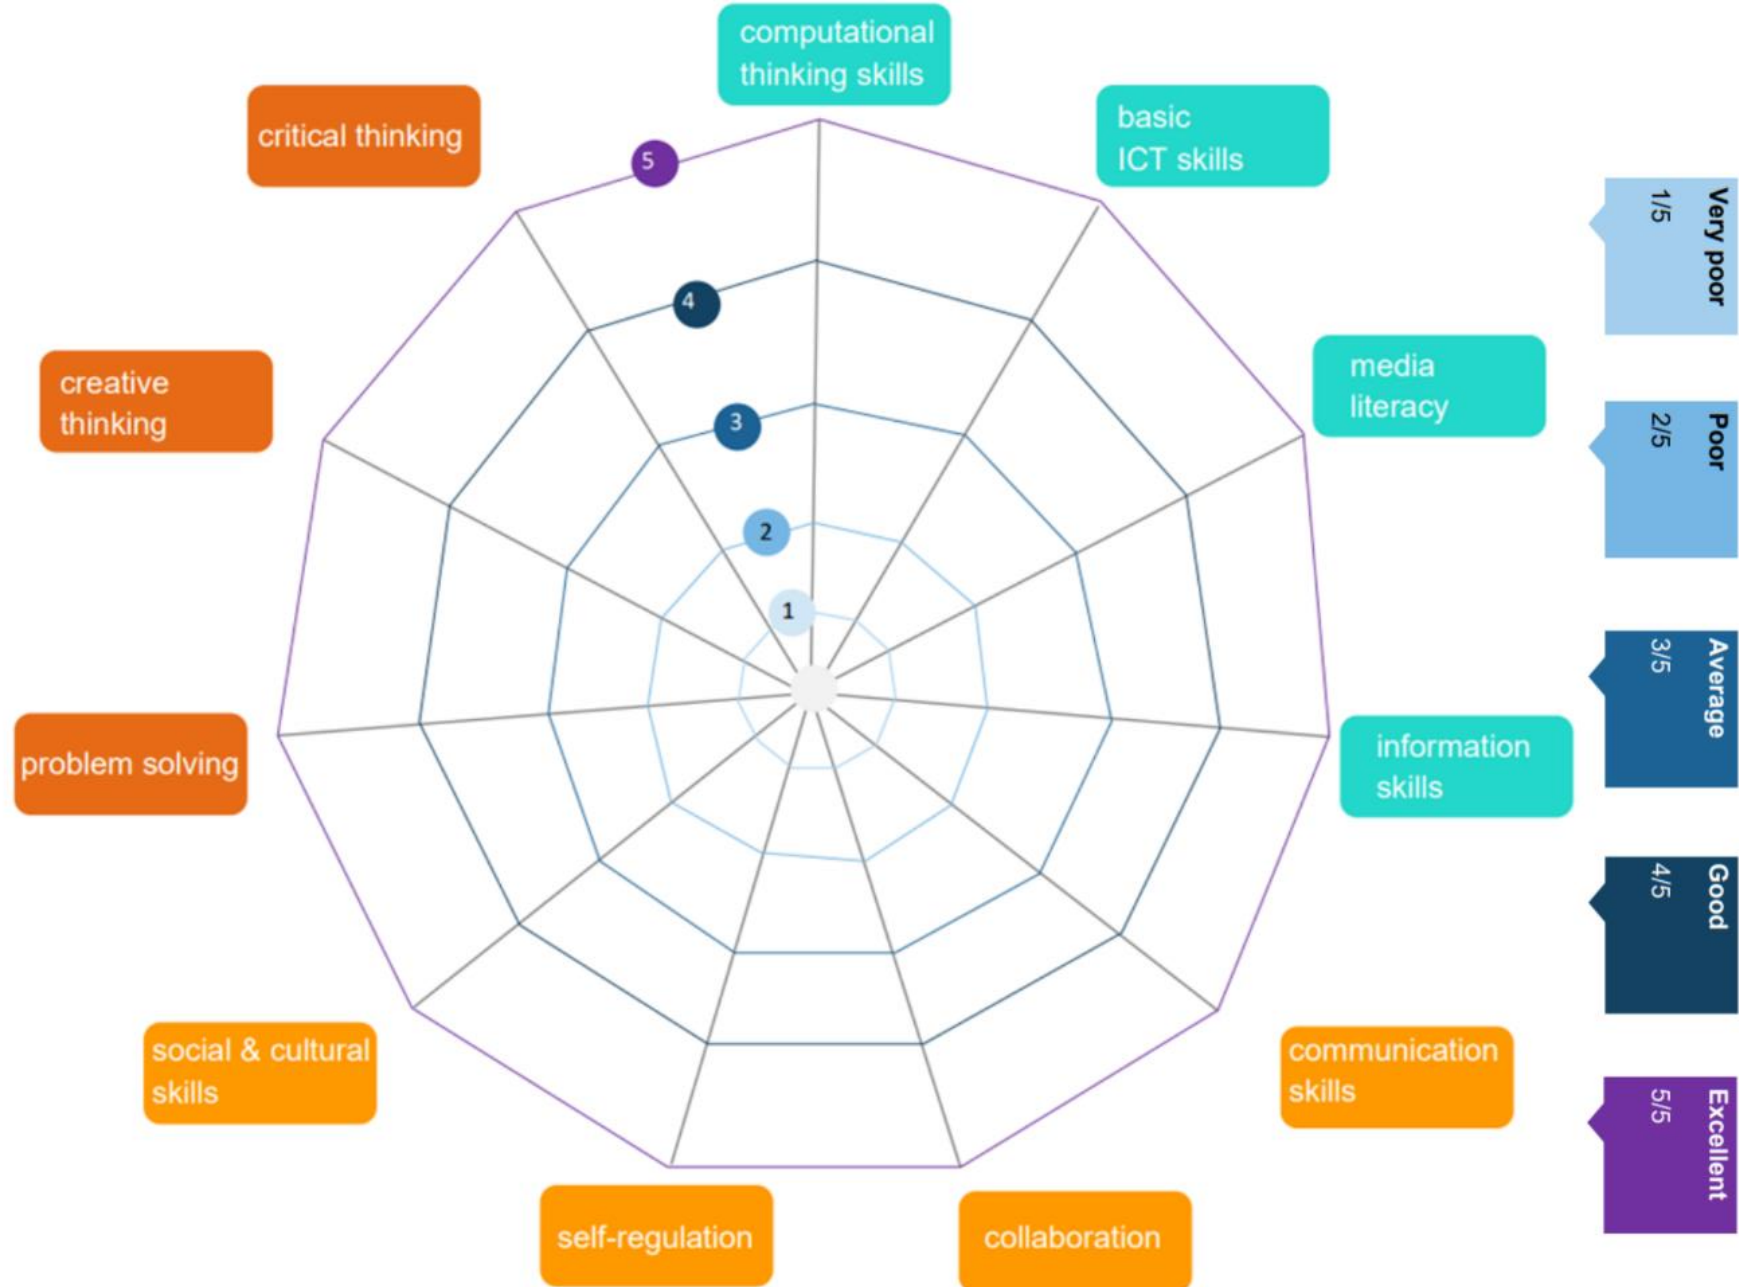 computational
thinking skills
basic
ICT skills
critical thinking
5
4
3
2
1
media
literacy
creative
thinking
information
skills
problem solving
communication
skills
social & cultural
skills
self-regulation
collaboration
Very poor
1/5
Poor
2/5
Average
3/5
Good
4/5
Excellent
5/5